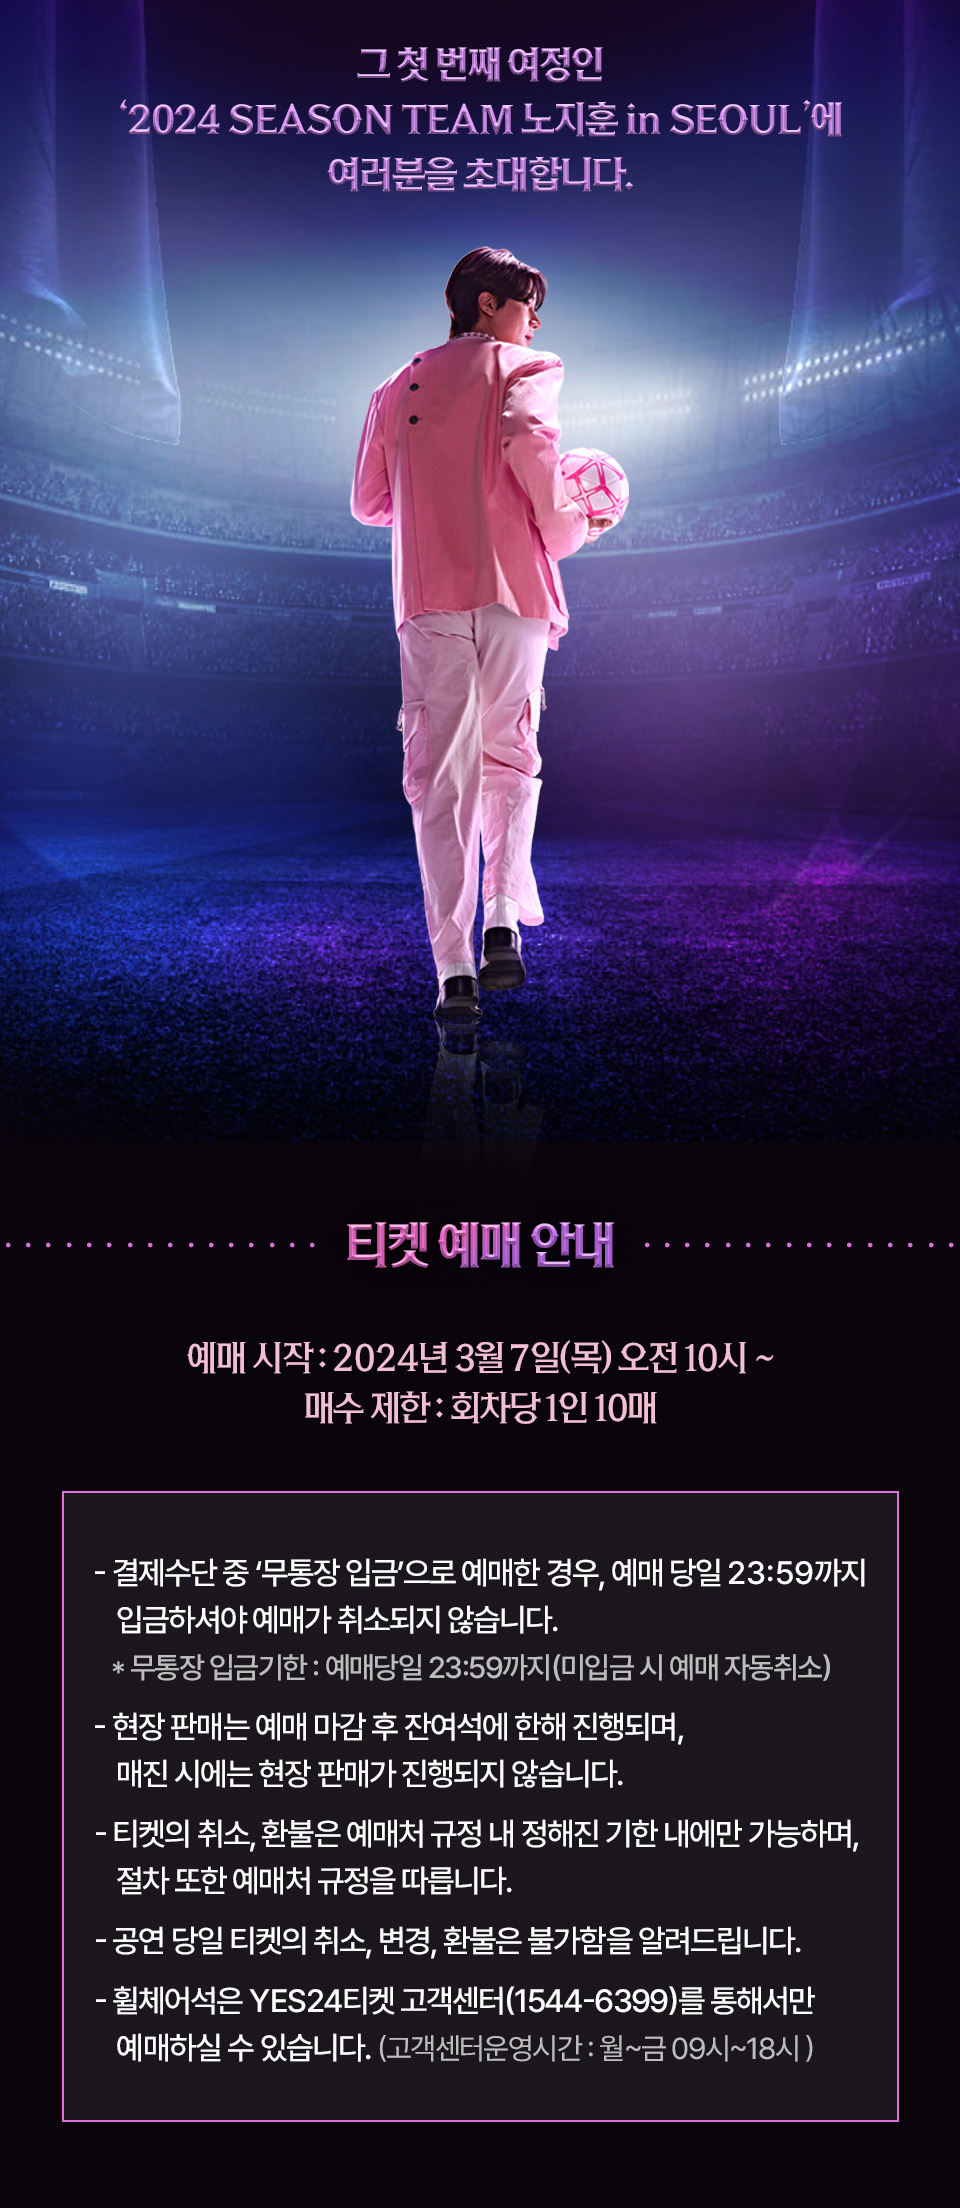 그 첫 번째 여정인
‘2024 SEASON TEAM 노지훈 in SEOUL’에
여러분을 초대합니다.
티켓 예매 안내
예매 시작 : 2024년 3월 7일(목) 오전 10시 ~
매수 제한 : 회차당 1인 10매
- 결제수단 중 ‘무통장 입금’으로 예매한 경우, 예매 당일 23:59까지
입금하셔야 예매가 취소되지 않습니다.
* 무통장 입금기한 : 예매당일 23:59까지(미입금 시 예매 자동취소)
- 현장 판매는 예매 마감 후 잔여석에 한해 진행되며,
매진 시에는 현장 판매가 진행되지 않습니다.
- 티켓의 취소, 환불은 예매처 규정 내 정해진 기한 내에만 가능하며,
절차 또한 예매처 규정을 따릅니다.
- 공연 당일 티켓의 취소, 변경, 환불은 불가함을 알려드립니다.
- 휠체어석은 YES24티켓 고객센터(1544-6399)를 통해서만
예매하실 수 있습니다. (고객센터운영시간 : 월~금 09시~18시 )